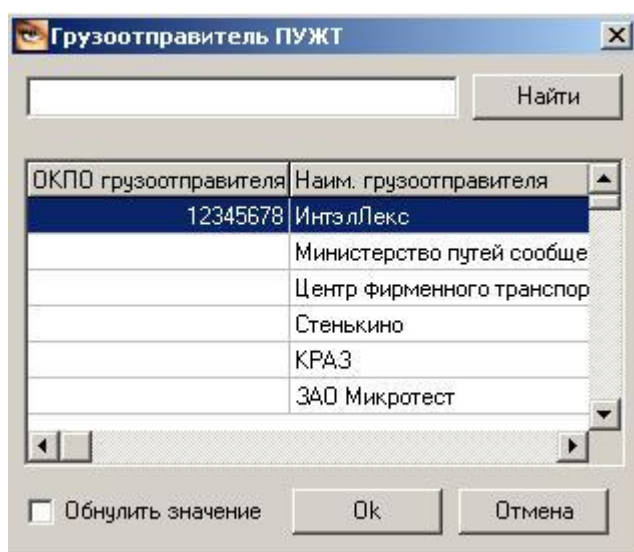 Грузоотправитель ПУЖТ
Найти
ОКПО грузоотправителя Наим. грузоотправителя
12345678 ИнтэлЛекс
Министерство путей сообще
Центр фирменного транспор
Стенькино
КРАЗ
ЗАО Микротест
Обнулить значение Ok Отмена